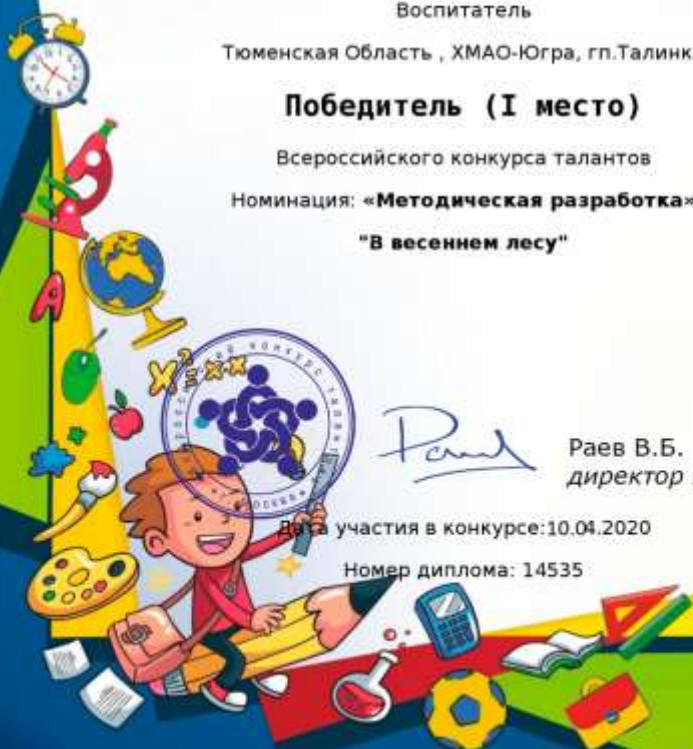 Воспитатель
Тюменская Область , ХМАО-Югра, гп.Талинк
Победитель (I место)
Всероссийского конкурса талантов
Номинация: «Методическая разработка»
"В весеннем лесу"
Раев В.Б.
директор
Дата участия в конкурсе:10.04.2020
Номер диплома: 14535